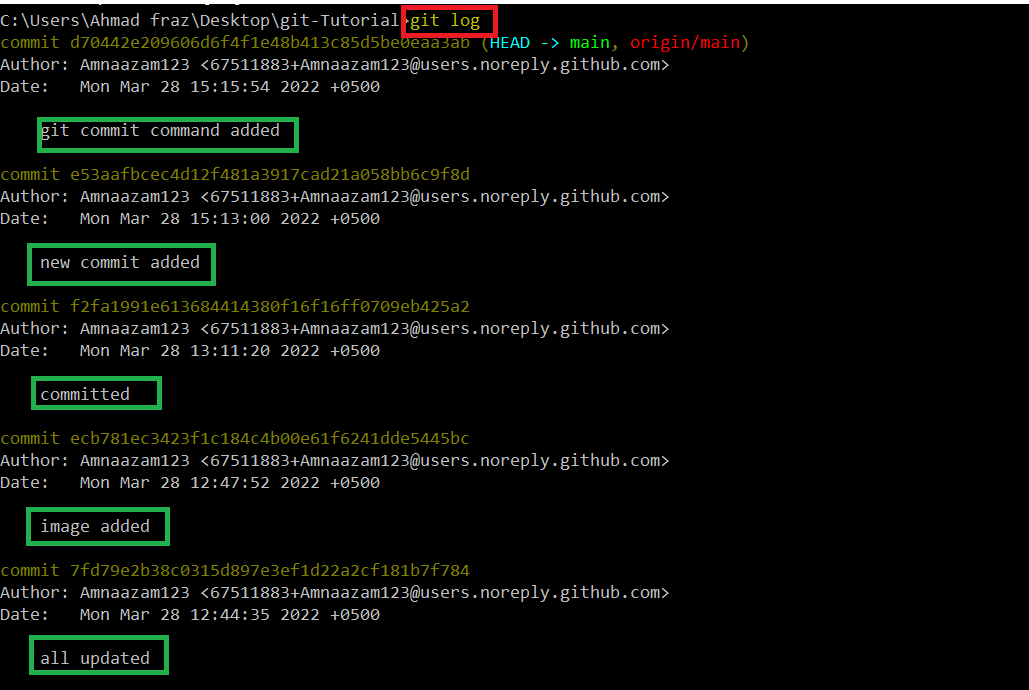 C:\Users\Ahmad fraz\Desktop\git-Tutorial>git log
commit d70442e209606d6f4f1e48b413c85d5be0eaa3ab (HEAD -> main, origin/main)
Author: Amnaazam123 <67511883+Amnaazam123@users.noreply.github.com>
Date:   Mon Mar 28 15:15:54 2022 +0500
git commit command added
commit e53aafbcec4d12f481a3917cad21a058bb6c9f8d
Author: Amnaazam123 <67511883+Amnaazam123@users.noreply.github.com>
Date:   Mon Mar 28 15:13:00 2022 +0500
new commit added
commit f2fa1991e613684414380f16f16ff0709eb425a2
Author: Amnaazam123 <67511883+Amnaazam123@users.noreply.github.com>
Date:   Mon Mar 28 13:11:20 2022 +0500
committed
commit ecb781ec3423f1c184c4b00e61f6241dde5445bc
Author: Amnaazam123 <67511883+Amnaazam123@users.noreply.github.com>
Date:   Mon Mar 28 12:47:52 2022 +0500
image added
commit 7fd79e2b38c0315d897e3ef1d22a2cf181b7f784
Author: Amnaazam123 <67511883+Amnaazam123@users.noreply.github.com>
Date:   Mon Mar 28 12:44:35 2022 +0500
all updated